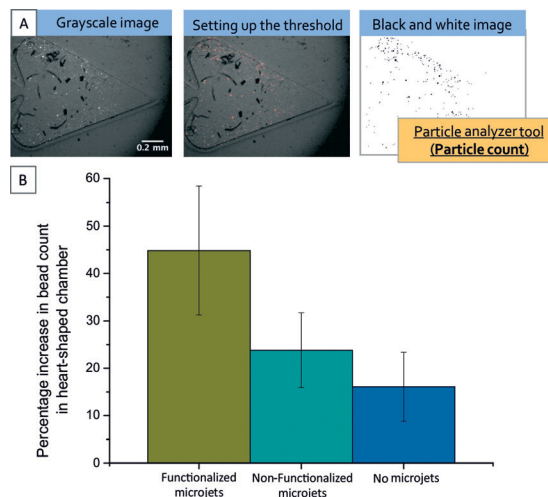 A
Grayscale image
Setting up the threshold
Black and white image
0.2 mm
Particle analyzer tool
(Particle count)
B
Percentage increase in bead count
in heart-shaped chamber
60
50
40
30
20
10
0
Functionalized
microjets
Non-Functionalized
microjets
No microjets